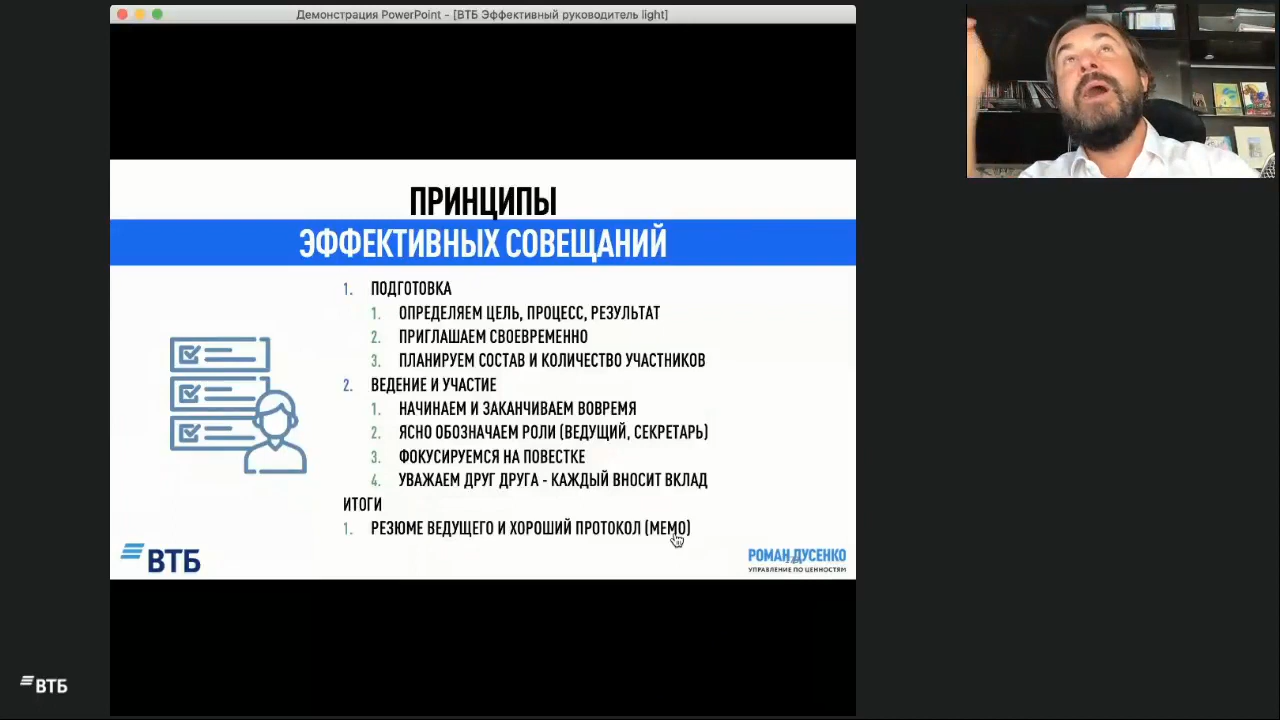 Демонстрация PowerPoint - [ВТБ Эффективный руководитель light]
ПРИНЦИПЫ
ЭФФЕКТИВНЫХ СОВЕЩАНИЙ
1. ПОДГОТОВКА
1. ОПРЕДЕЛЯЕМ ЦЕЛЬ, ПРОЦЕСС, РЕЗУЛЬТАТ
2. ПРИГЛАШАЕМ СВОЕВРЕМЕННО
3. ПЛАНИРУЕМ СОСТАВ И КОЛИЧЕСТВО УЧАСТНИКОВ
2. ВЕДЕНИЕ И УЧАСТИЕ
1. НАЧИНАЕМ И ЗАКАНЧИВАЕМ ВОВРЕМЯ
2. ЯСНО ОБОЗНАЧАЕМ РОЛИ (ВЕДУЩИЙ, СЕКРЕТАРЬ)
3. ФОКУСИРУЕМСЯ НА ПОВЕСТКЕ
4. УВАЖАЕМ ДРУГ ДРУГА - КАЖДЫЙ ВНОСИТ ВКЛАД
ИТОГИ
1. РЕЗЮМЕ ВЕДУЩЕГО И ХОРОШИЙ ПРОТОКОЛ (МЕМО)
ВТБ
РОМАН ДУСЕНКО
УПРАВЛЕНИЕ ПО ЦЕННОСТЯМ
ВТБ